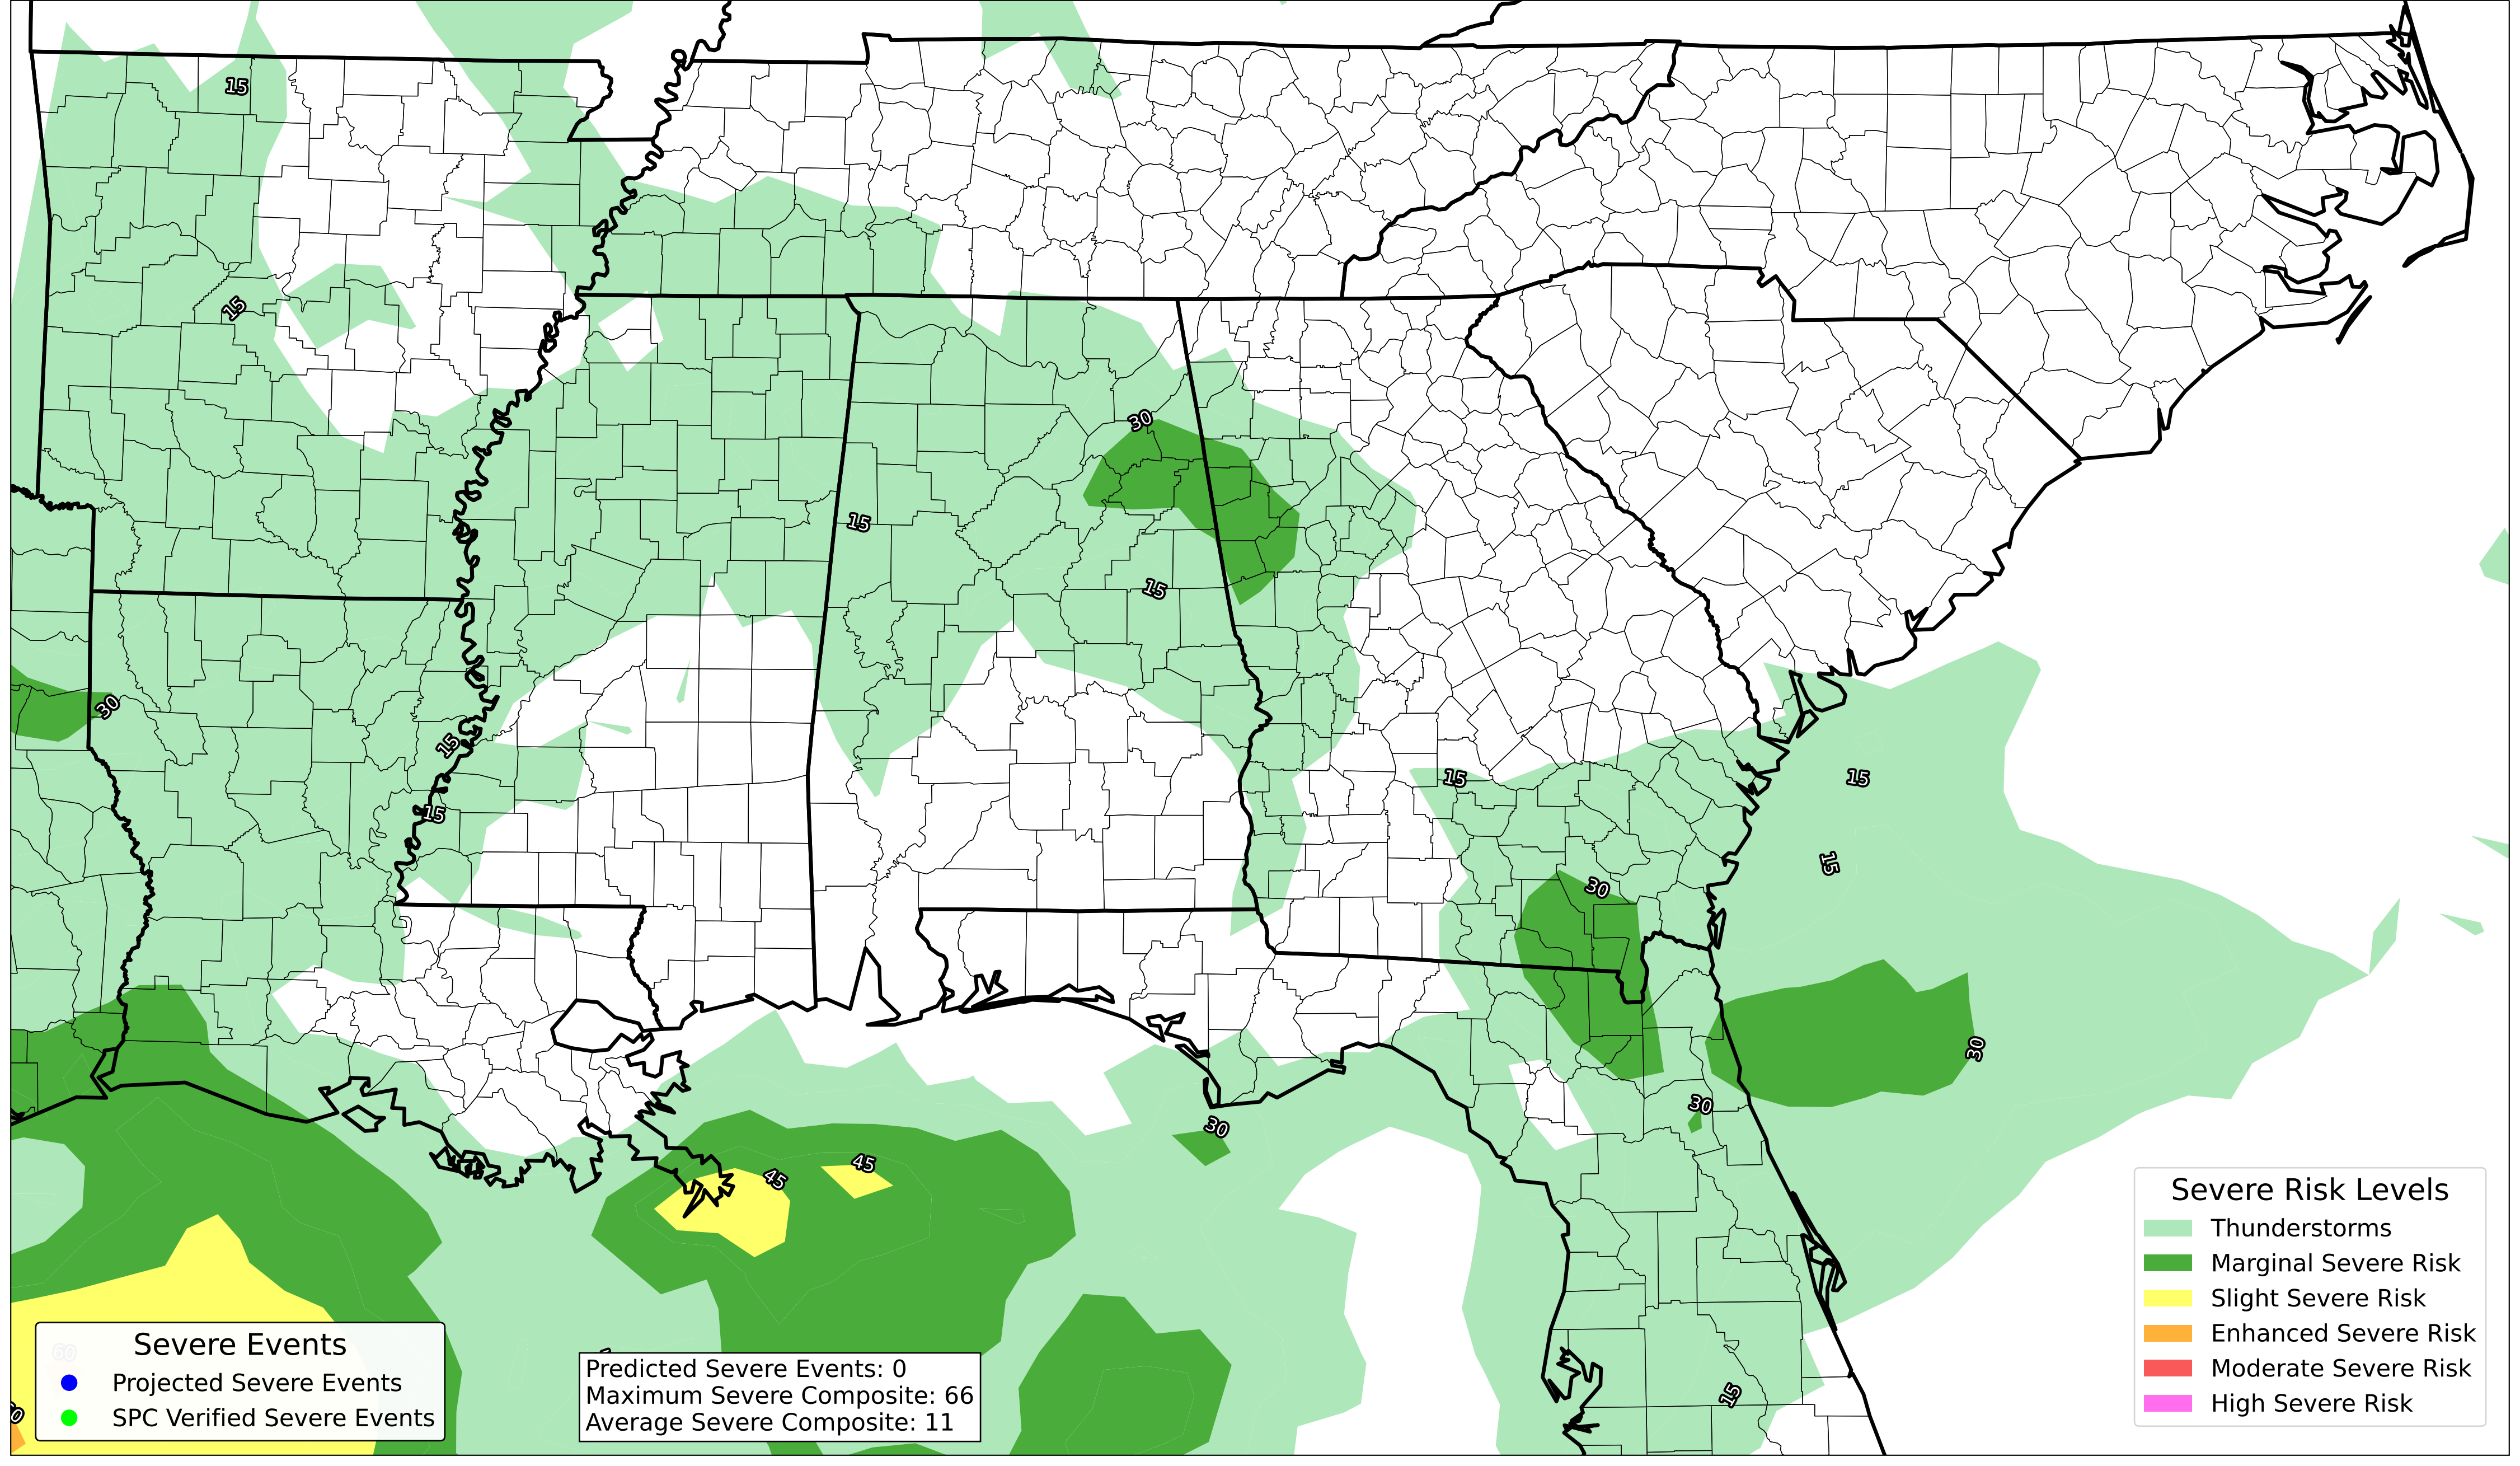 15
15
30
15
15
30
15
15
15
15
15
30
30
30
30
45
45
15
Severe Risk Levels
Thunderstorms
Marginal Severe Risk
Slight Severe Risk
Enhanced Severe Risk
Moderate Severe Risk
High Severe Risk
Severe Events
60
Projected Severe Events
SPC Verified Severe Events
Predicted Severe Events: 0
Maximum Severe Composite: 66
Average Severe Composite: 11